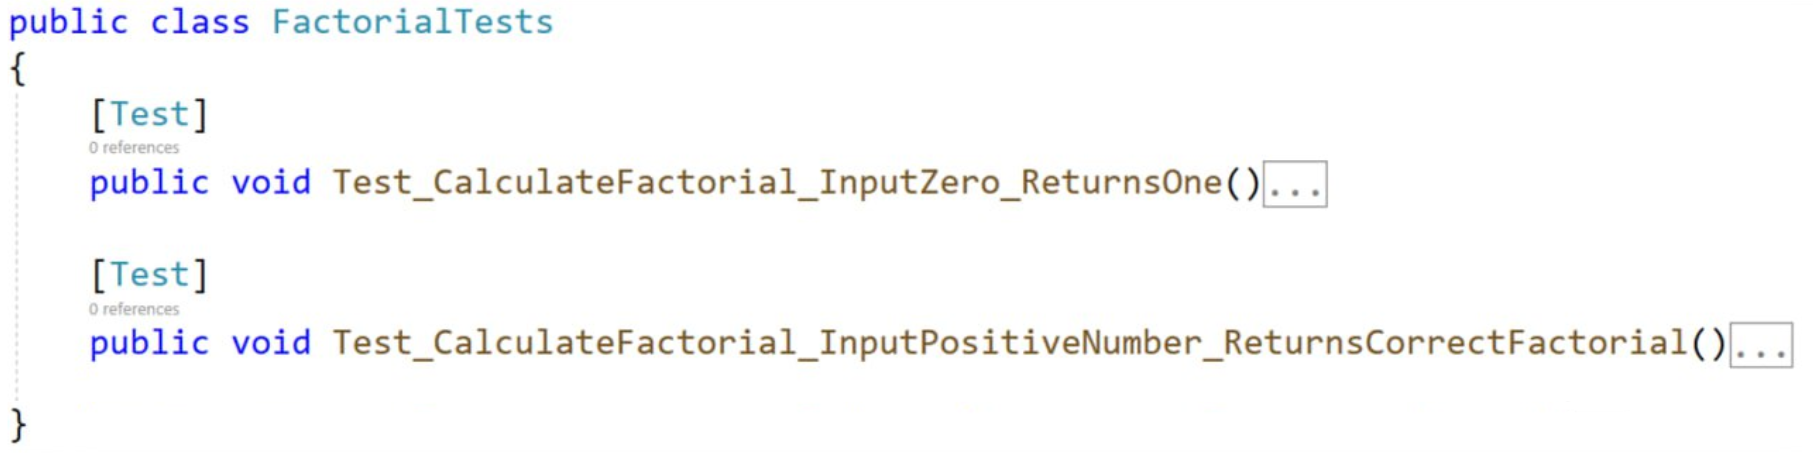 public class FactorialTests
{
[Test]
0 references
public void Test_CalculateFactorial_InputZero_ReturnsOne()...
[Test]
0 references
public void Test_CalculateFactorial_InputPositiveNumber_ReturnsCorrectFactorial()...
}